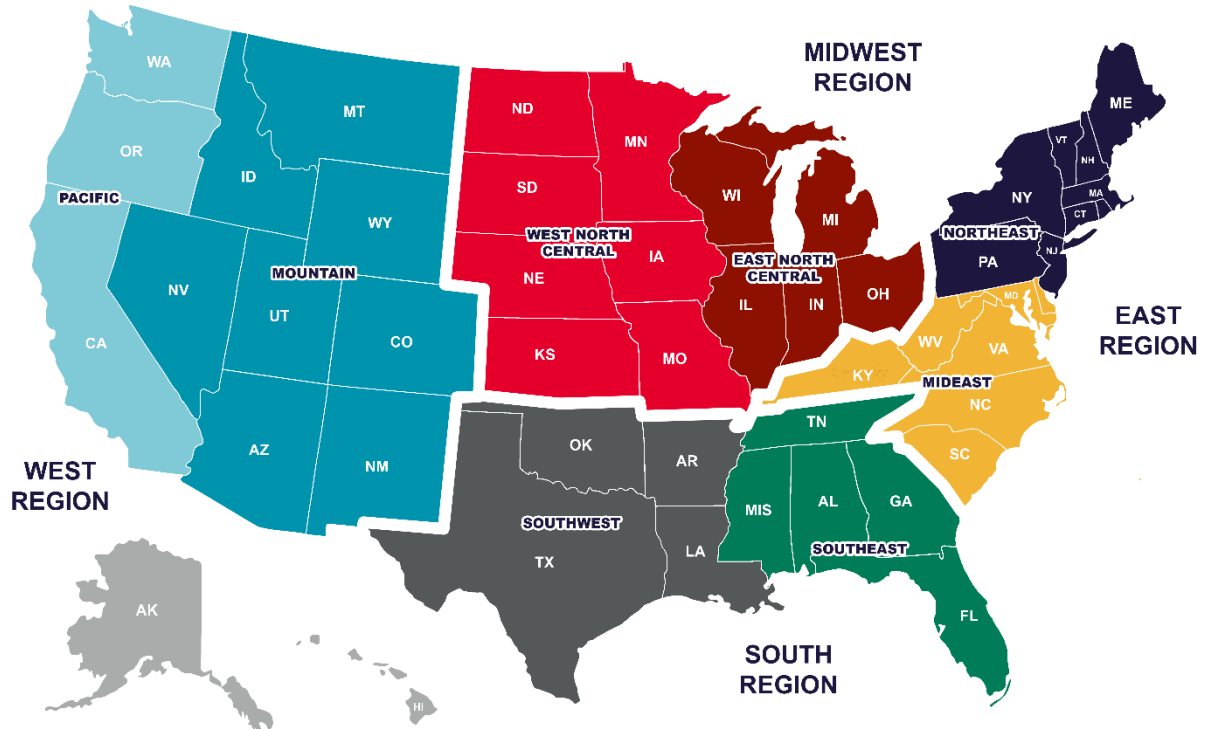 MIDWEST
REGION
WA
MT
ND
MN
ME
OR
VT
NH
ID
SD
WI
MI
NY
MA
PACIFIC
WY
CT
WEST NORTH
CENTRAL
NORTHEAST
IA
EAST NORTH
CENTRAL
PA
NJ
MOUNTAIN
NE
NV
UT
IL
IN
OH
MD
EAST
REGION
CA
CO
KS
MO
WV
VA
KY
MIDEAST
NC
TN
AZ
NM
OK
AR
SC
WEST
REGION
MIS
AL
GA
SOUTHWEST
TX
LA
SOUTHEAST
AK
FL
SOUTH
REGION
HI